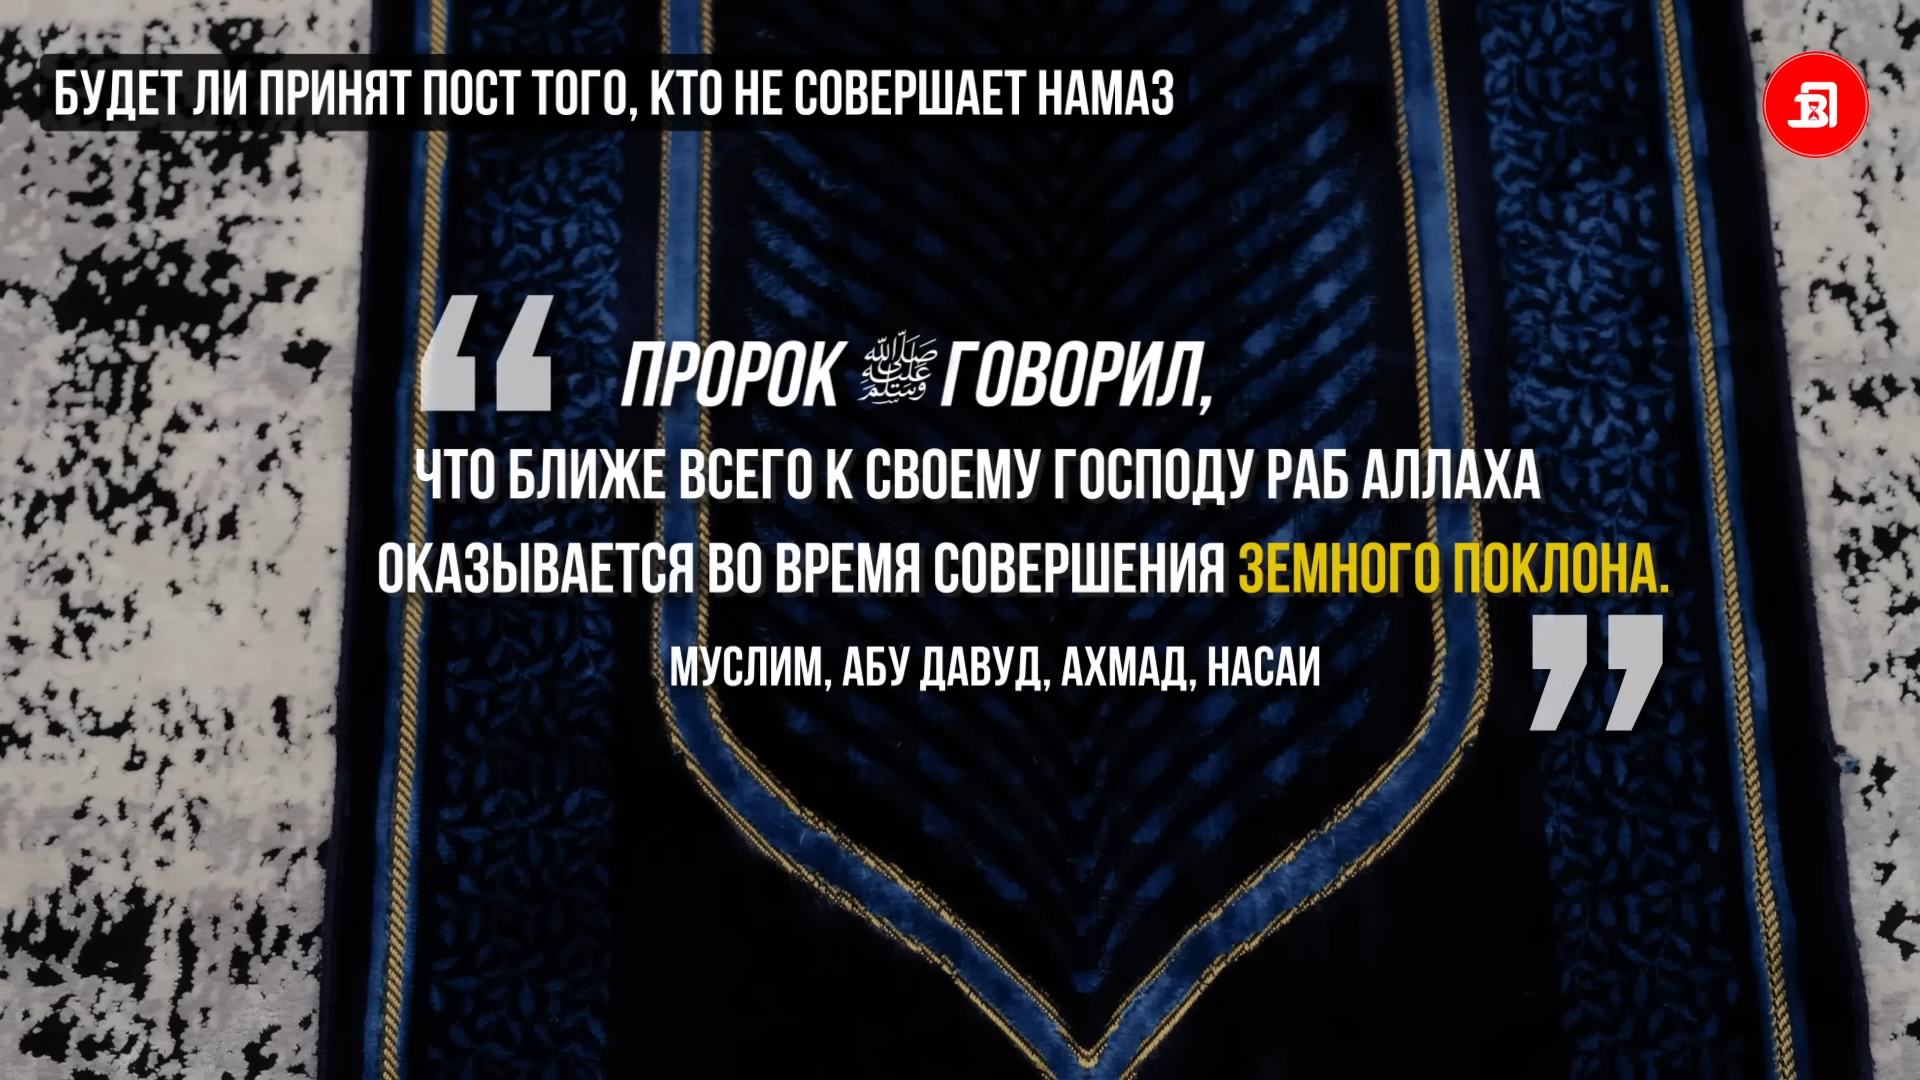 БУДЕТ ЛИ ПРИНЯТ ПОСТ ТОГО, КТО НЕ СОВЕРШАЕТ НАМАЗ
“ ПРОРОК ﷺ ГОВОРИЛ,
ЧТО БЛИЖЕ ВСЕГО К СВОЕМУ ГОСПОДУ РАБ АЛЛАХА
ОКАЗЫВАЕТСЯ ВО ВРЕМЯ СОВЕРШЕНИЯ ЗЕМНОГО ПОКЛОНА. ”
МУСЛИМ, АБУ ДАВУД, АХМАД, НАСАИ